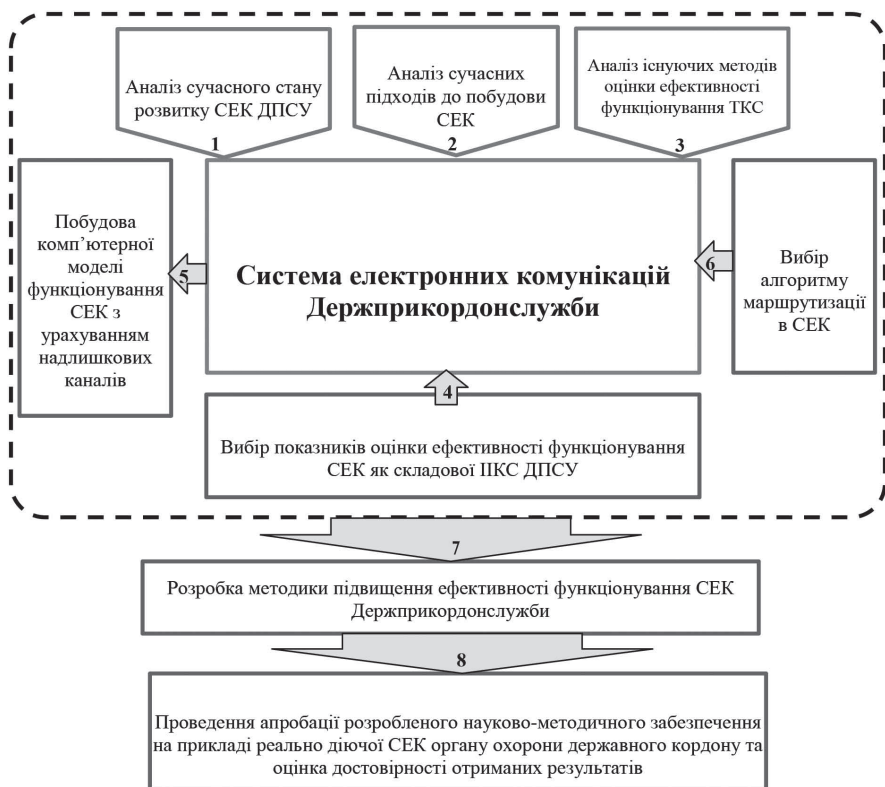 Аналіз сучасного стану
розвитку СЕК ДПСУ
1
Аналіз сучасних
підходів до побудови
СЕК
2
Аналіз існуючих методів
оцінки ефективності
функціонування ТКС
3
Побудова
комп’ютерної
моделі
функціонування
СЕК з
урахуванням
надлишкових
каналів
5
Система електронних комунікацій
Держприкордонслужби
6
Вибір
алгоритму
маршрутизації
в СЕК
4
Вибір показників оцінки ефективності функціонування
СЕК як складової ІІКС ДПСУ
7
Розробка методики підвищення ефективності функціонування СЕК
Держприкордонслужби
8
Проведення апробації розробленого науково-методичного забезпечення
на прикладі реально діючої СЕК органу охорони державного кордону та
оцінка достовірності отриманих результатів